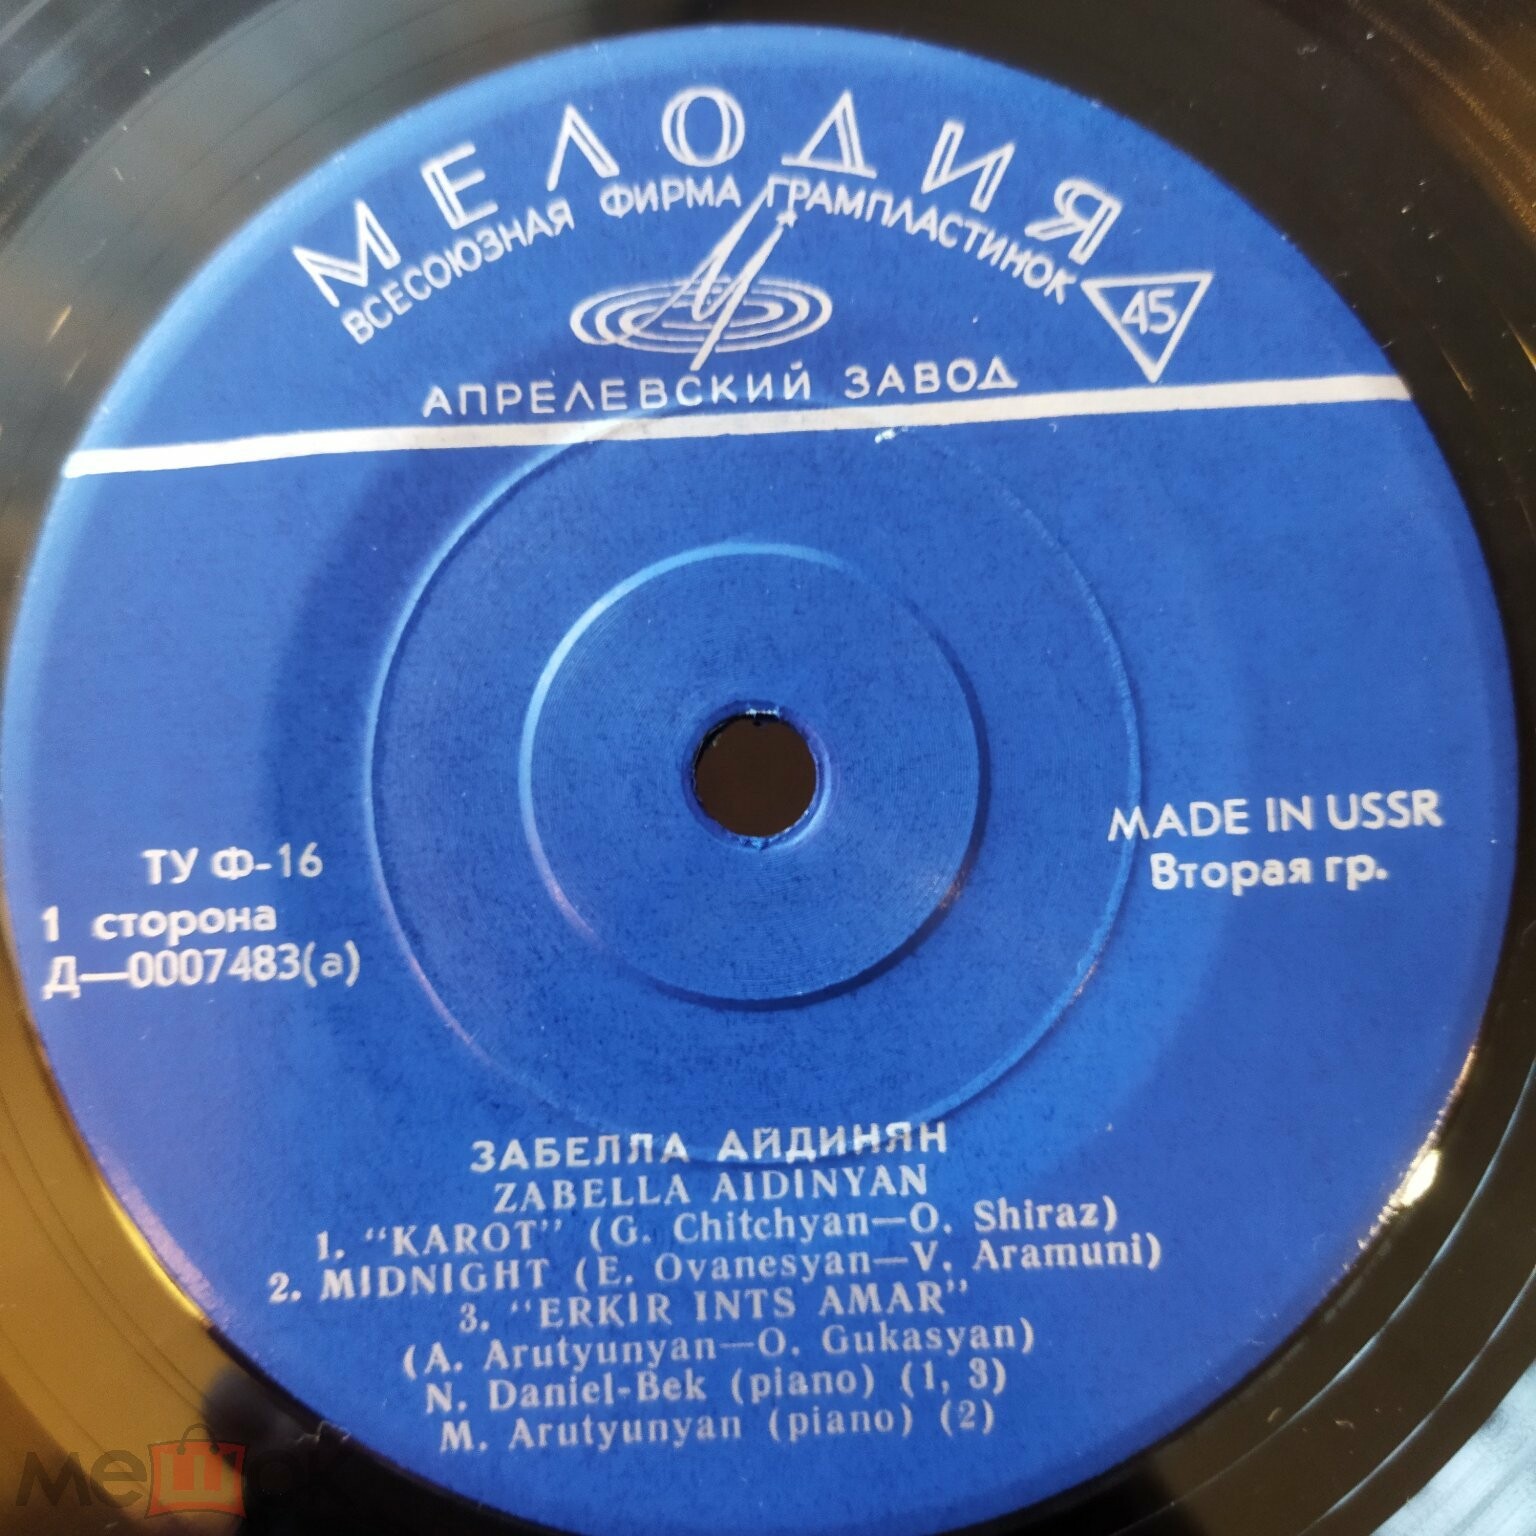 МЕЛОДИЯ
ВСЕСОЮЗНАЯ ФИРМА ГРАМПЛАСТИНОК
45
АПРЕЛЕВСКИЙ ЗАВОД
MADE IN USSR
Вторая гр.
ТУ Ф-16
1 сторона
Д—0007483(а)
ЗАБЕЛЛА АЙДИНЯН
ZABELLA AIDINYAN
1. "KAROT" (G. Chitchyan—O. Shiraz)
2. MIDNIGHT (E. Ovanesyan—V. Aramuni)
3. "ERKIR INTS AMAR"
(A. Arutyunyan—O. Gukasyan)
N. Daniel-Bek (piano) (1, 3)
M. Arutyunyan (piano) (2)
мешок